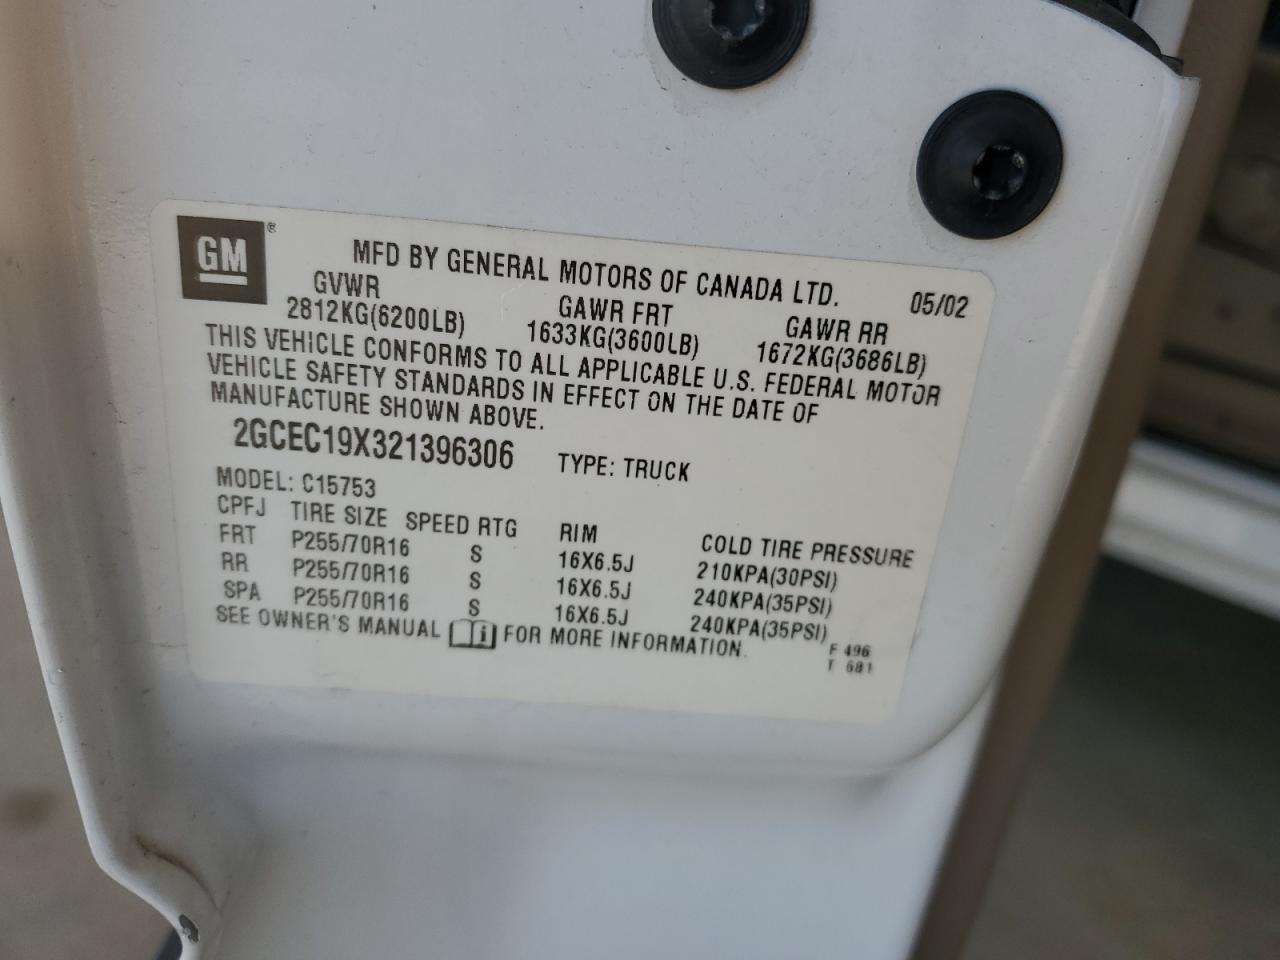 GM ®
MFD BY GENERAL MOTORS OF CANADA LTD. 05/02
GVWR GAWR FRT GAWR RR
2812KG(6200LB) 1633KG(3600LB) 1672KG(3686LB)
THIS VEHICLE CONFORMS TO ALL APPLICABLE U.S. FEDERAL MOTOR
VEHICLE SAFETY STANDARDS IN EFFECT ON THE DATE OF
MANUFACTURE SHOWN ABOVE.
2GCEC19X321396306 TYPE: TRUCK
MODEL: C15753
CPFJ TIRE SIZE SPEED RTG RIM COLD TIRE PRESSURE
FRT P255/70R16 S 16X6.5J 210KPA(30PSI)
RR P255/70R16 S 16X6.5J 240KPA(35PSI)
SPA P255/70R16 S 16X6.5J 240KPA(35PSI)
SEE OWNER'S MANUAL i FOR MORE INFORMATION.
F 496
T 681